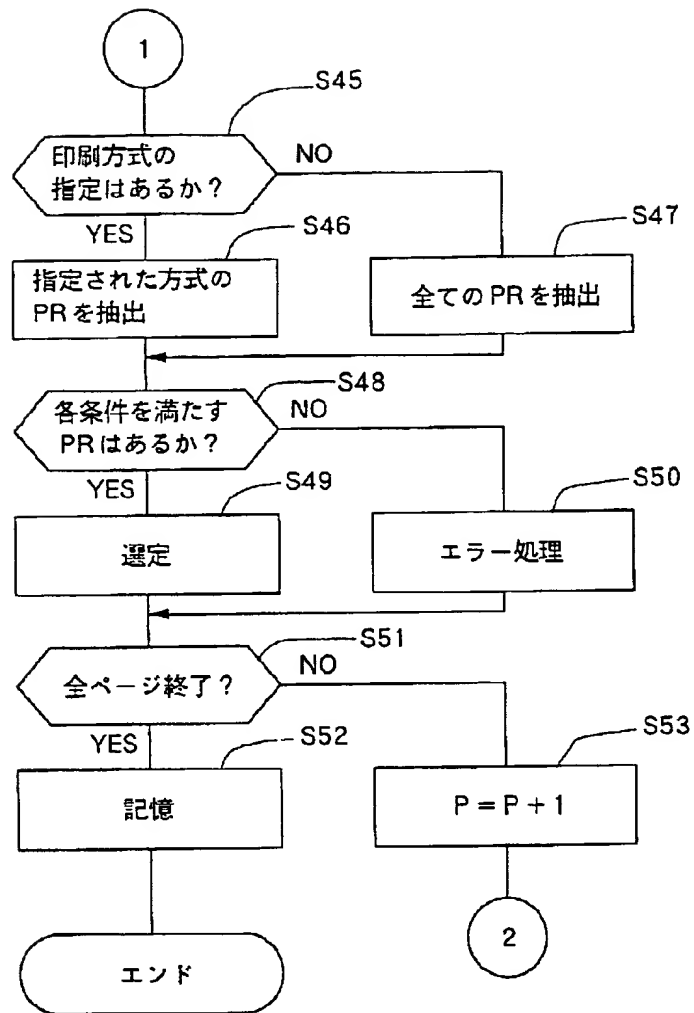 1
S45
印刷方式の
指定はあるか？
NO
YES
S46
S47
指定された方式の
PRを抽出
全てのPRを抽出
S48
各条件を満たす
PRはあるか？
NO
YES
S49
S50
選定
エラー処理
S51
全ページ終了？
NO
YES
S52
S53
記憶
P＝P＋1
エンド
2